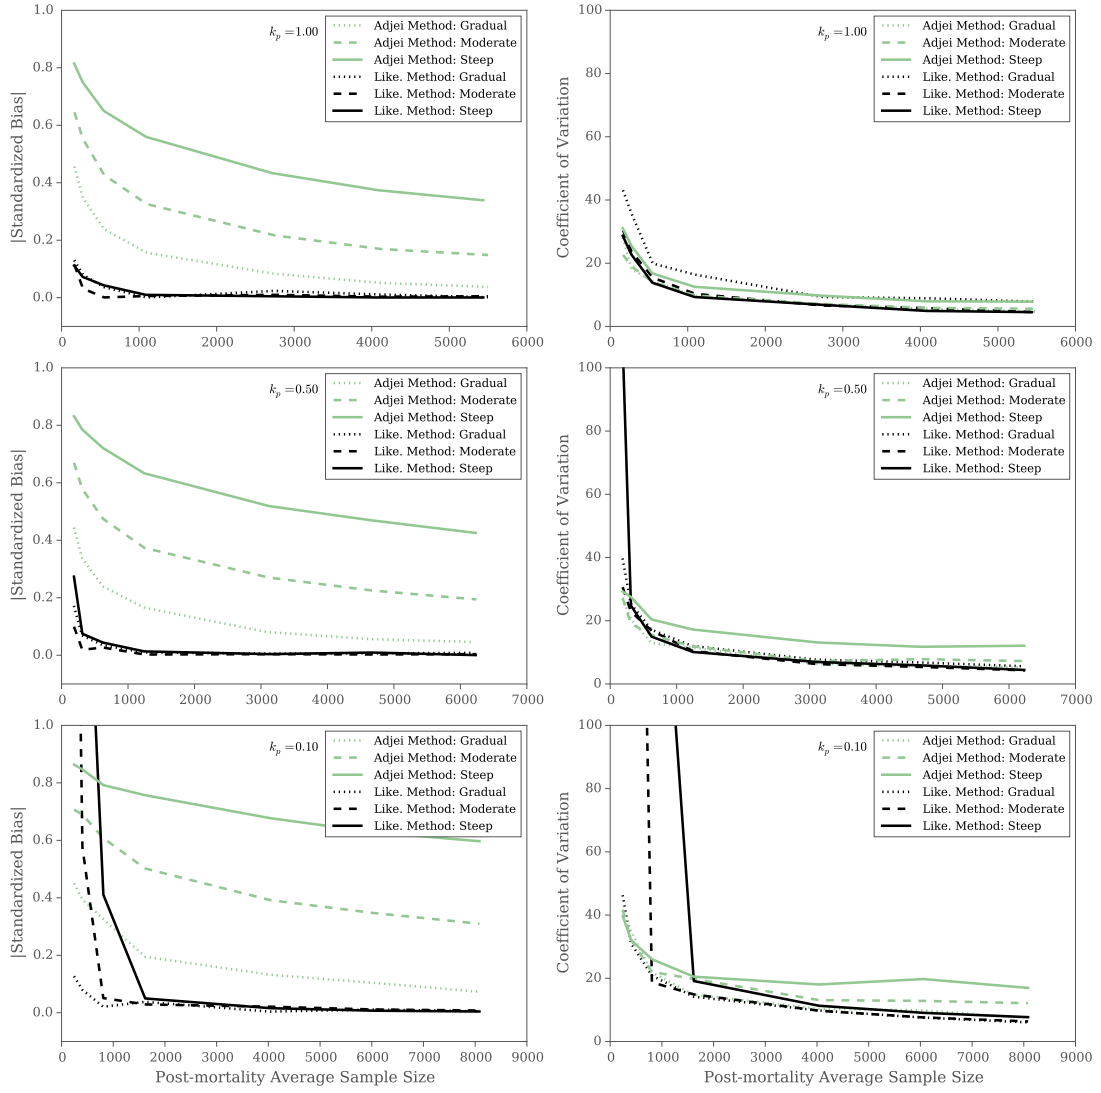 |Standardized Bias|
1.0
0.8
0.6
0.4
0.2
0.0
k_p =1.00
Adjei Method: Gradual
Adjei Method: Moderate
Adjei Method: Steep
Like. Method: Gradual
Like. Method: Moderate
Like. Method: Steep
0 1000 2000 3000 4000 5000 6000
Coefficient of Variation
100
80
60
40
20
0
k_p =1.00
Adjei Method: Gradual
Adjei Method: Moderate
Adjei Method: Steep
Like. Method: Gradual
Like. Method: Moderate
Like. Method: Steep
0 1000 2000 3000 4000 5000 6000
|Standardized Bias|
1.0
0.8
0.6
0.4
0.2
0.0
k_p =0.50
Adjei Method: Gradual
Adjei Method: Moderate
Adjei Method: Steep
Like. Method: Gradual
Like. Method: Moderate
Like. Method: Steep
0 1000 2000 3000 4000 5000 6000 7000
Coefficient of Variation
100
80
60
40
20
0
k_p =0.50
Adjei Method: Gradual
Adjei Method: Moderate
Adjei Method: Steep
Like. Method: Gradual
Like. Method: Moderate
Like. Method: Steep
0 1000 2000 3000 4000 5000 6000 7000
|Standardized Bias|
1.0
0.8
0.6
0.4
0.2
0.0
k_p =0.10
Adjei Method: Gradual
Adjei Method: Moderate
Adjei Method: Steep
Like. Method: Gradual
Like. Method: Moderate
Like. Method: Steep
0 1000 2000 3000 4000 5000 6000 7000 8000 9000
Post-mortality Average Sample Size
Coefficient of Variation
100
80
60
40
20
0
k_p =0.10
Adjei Method: Gradual
Adjei Method: Moderate
Adjei Method: Steep
Like. Method: Gradual
Like. Method: Moderate
Like. Method: Steep
0 1000 2000 3000 4000 5000 6000 7000 8000 9000
Post-mortality Average Sample Size